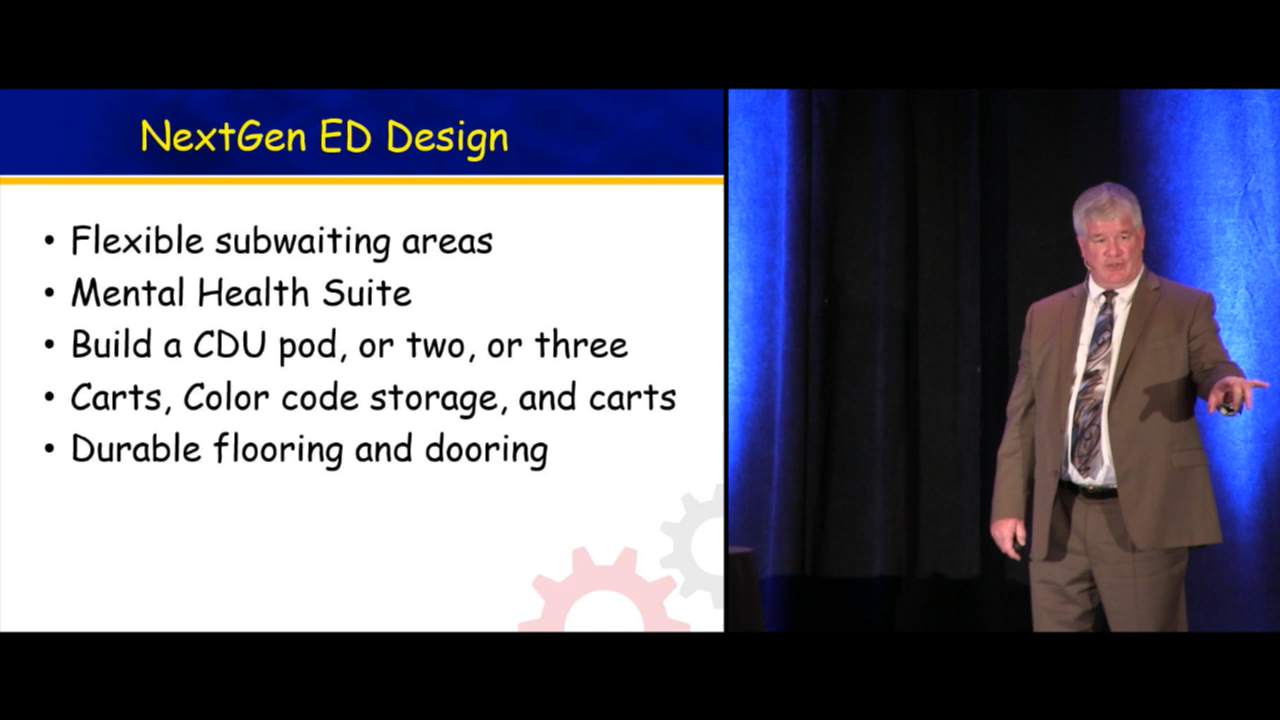 NextGen ED Design
• Flexible subwaiting areas
• Mental Health Suite
• Build a CDU pod, or two, or three
• Carts, Color code storage, and carts
• Durable flooring and dooring